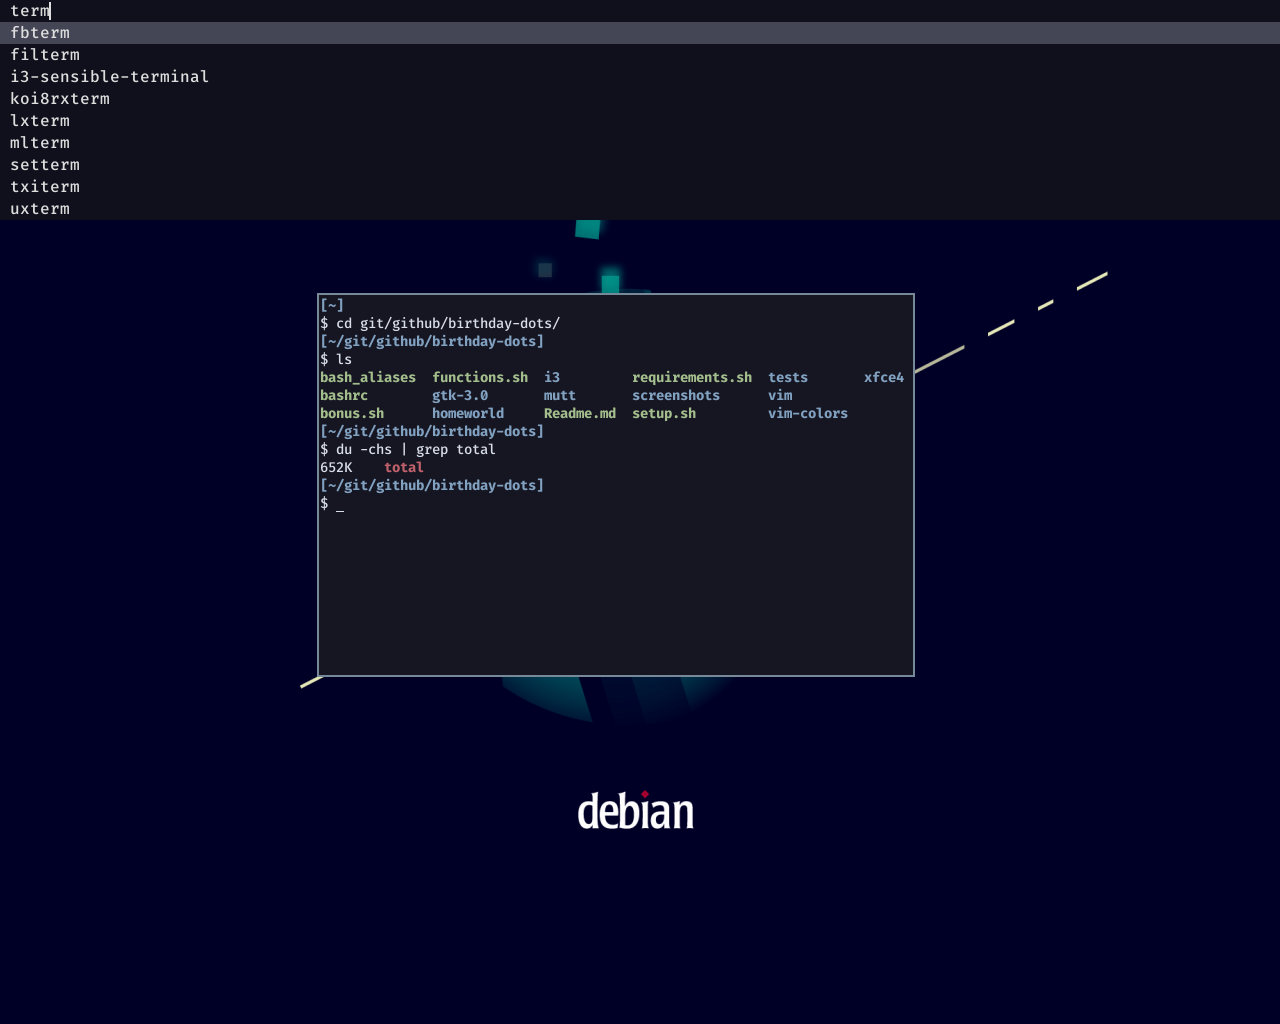 term
fbterm
filterm
i3-sensible-terminal
koi8rxterm
lxterm
mlterm
setterm
txiterm
uxterm
[~]
$ cd git/github/birthday-dots/
[~/git/github/birthday-dots]
$ ls
bash_aliases functions.sh i3 requirements.sh tests xfce4
bashrc gtk-3.0 mutt screenshots vim
bonus.sh homeworld Readme.md setup.sh vim-colors
[~/git/github/birthday-dots]
$ du -chs | grep total
652K total
[~/git/github/birthday-dots]
$ _
debian